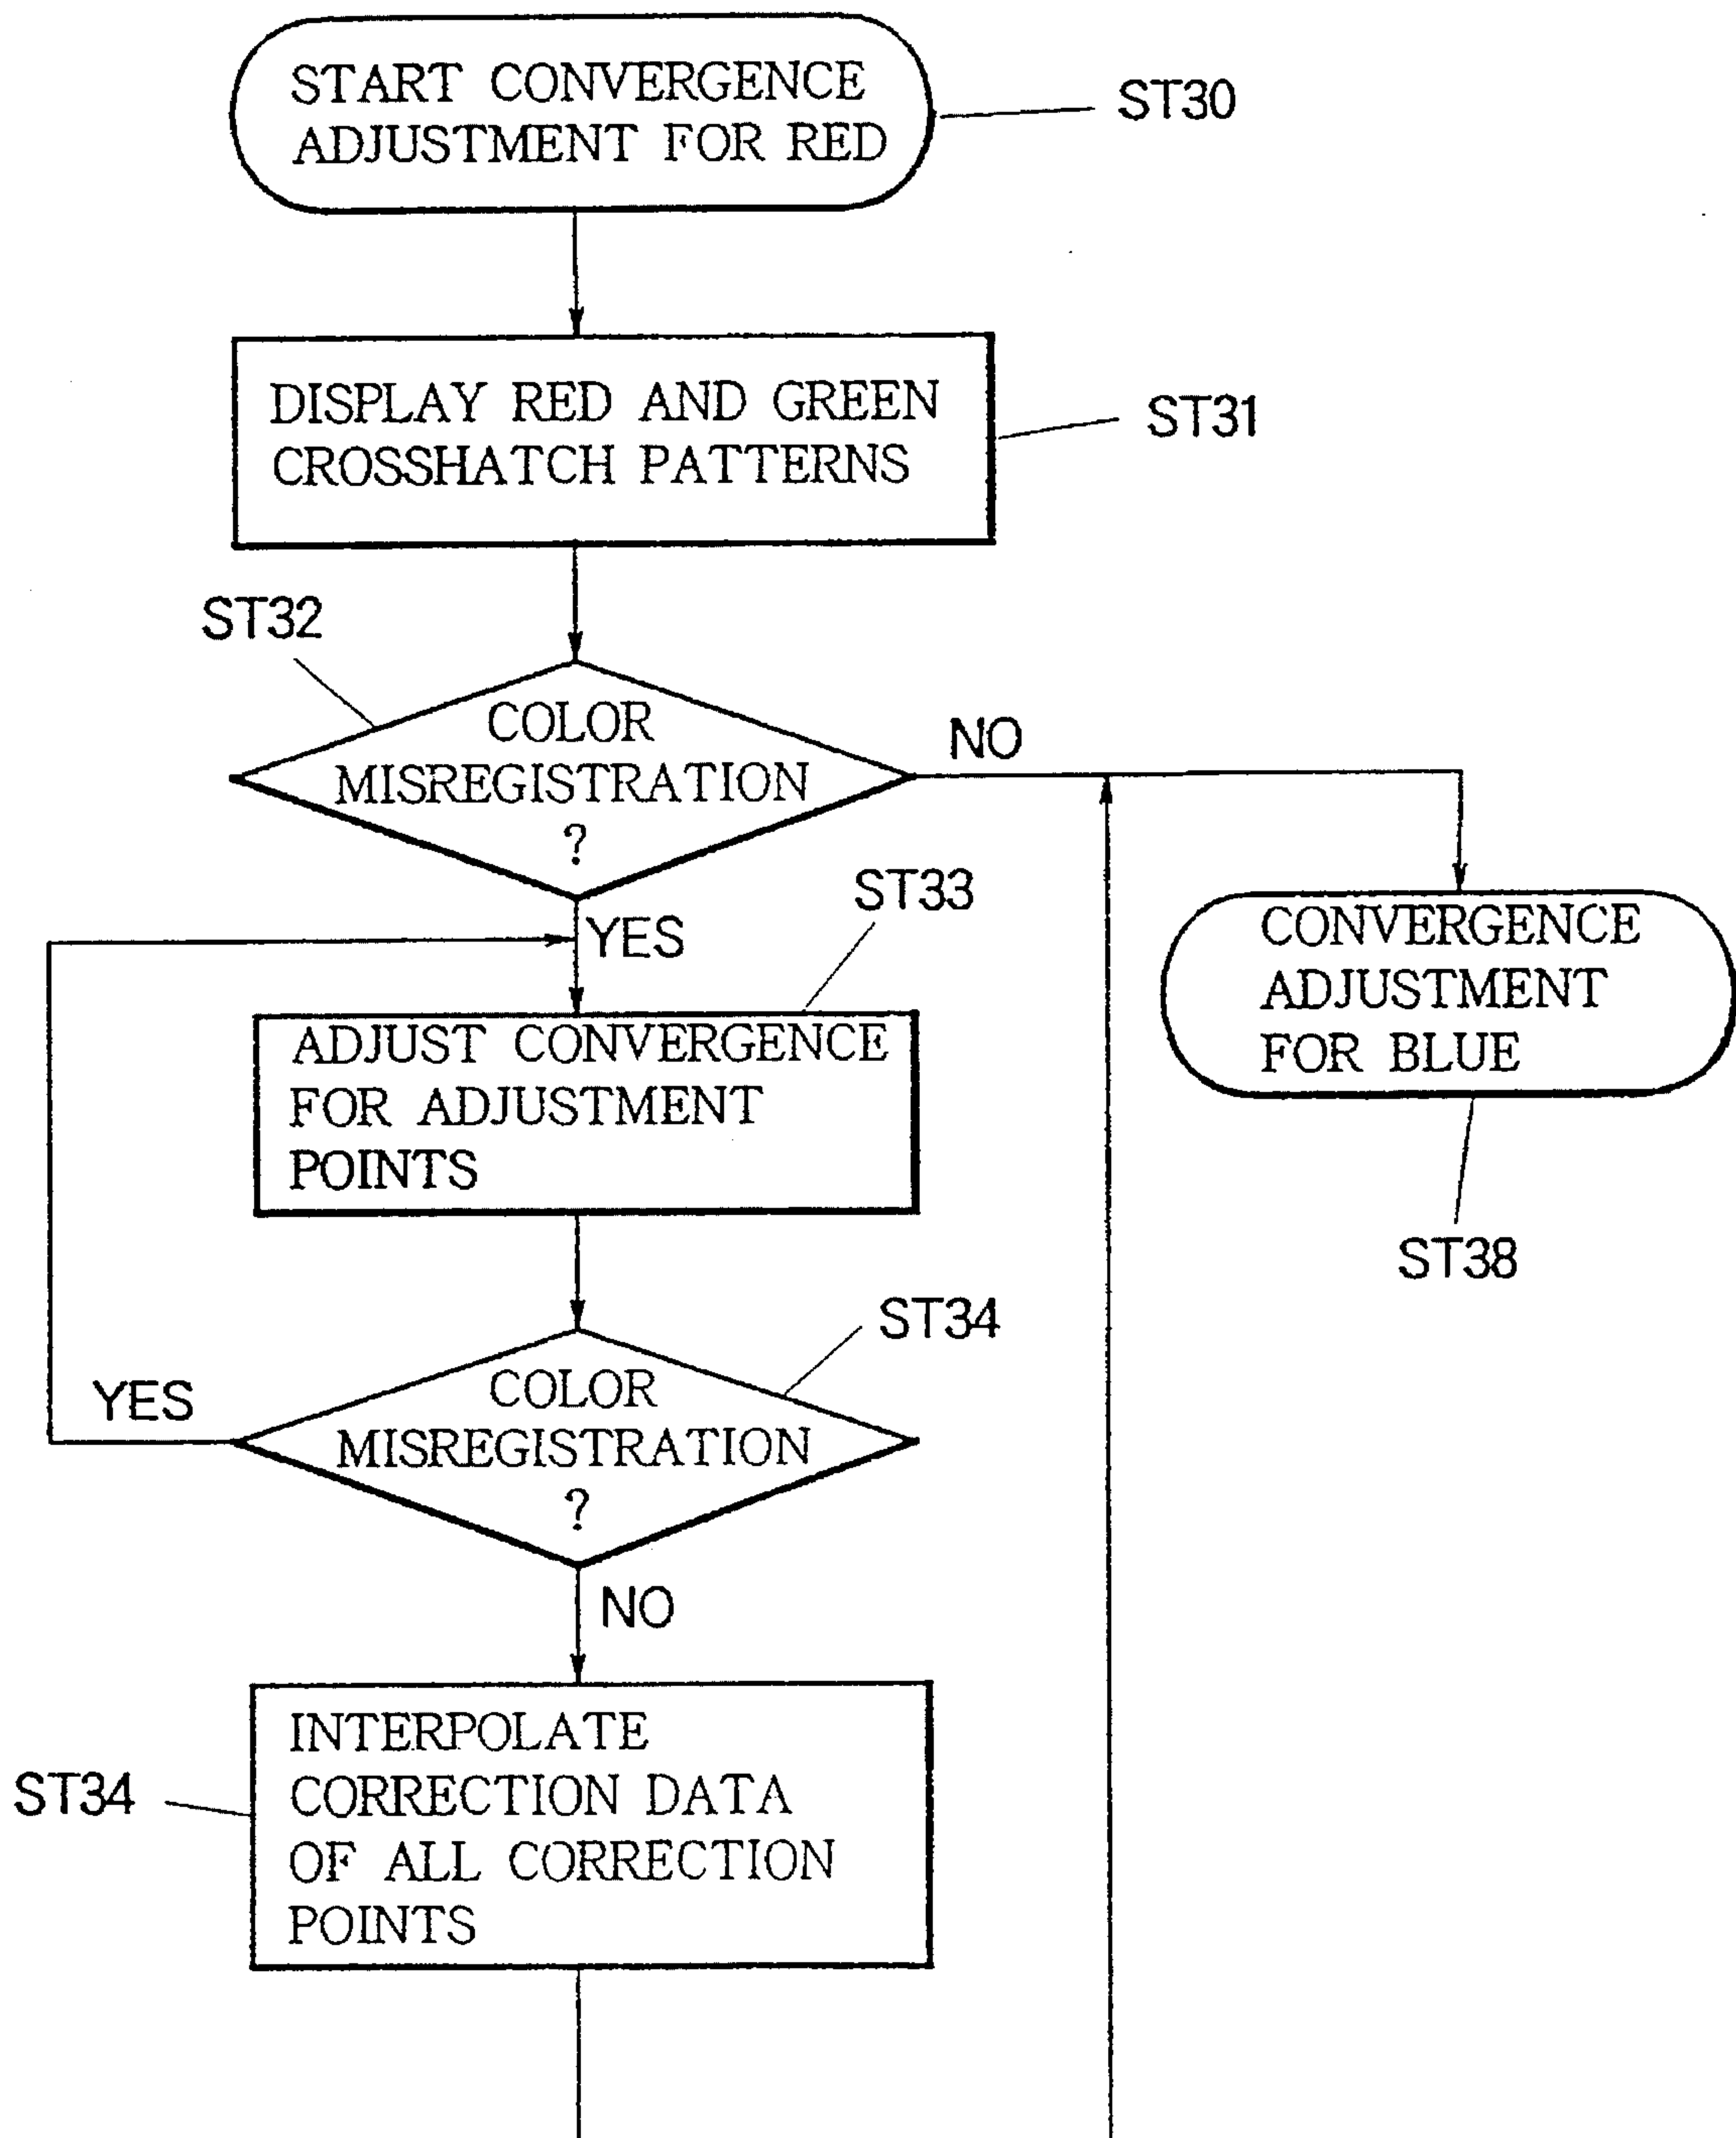 START CONVERGENCE
ADJUSTMENT FOR RED
ST30
DISPLAY RED AND GREEN
CROSSHATCH PATTERNS
ST31
ST32
COLOR
MISREGISTRATION
?
NO
YES
ST33
ADJUST CONVERGENCE
FOR ADJUSTMENT
POINTS
CONVERGENCE
ADJUSTMENT
FOR BLUE
ST38
ST34
COLOR
MISREGISTRATION
?
YES
NO
ST34
INTERPOLATE
CORRECTION DATA
OF ALL CORRECTION
POINTS